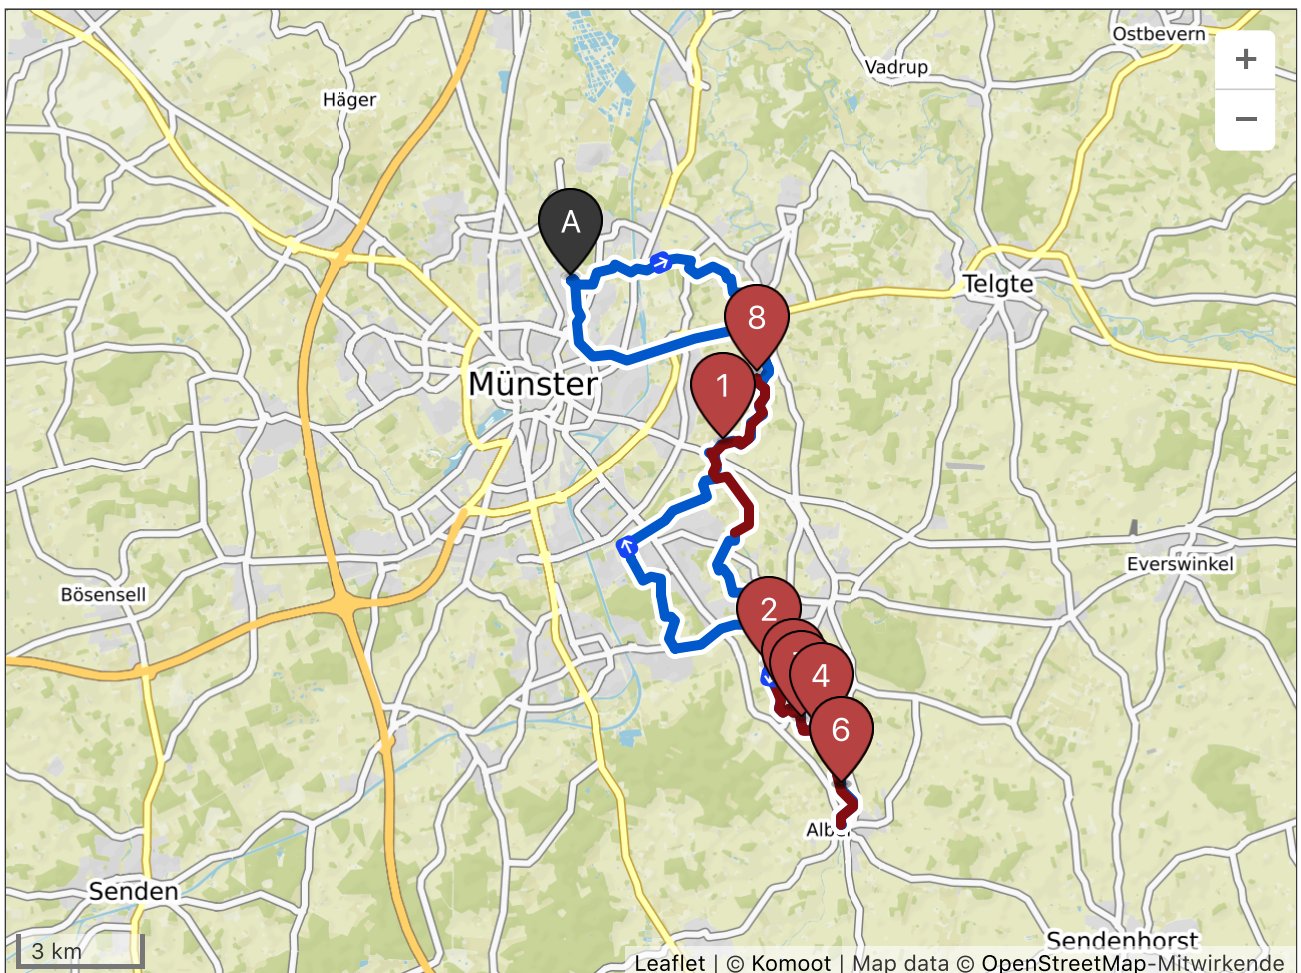 Ostbevern
Vadrup
+
Häger
−
A
Telgte
8
Münster
1
Everswinkel
Bösensell
2
4
6
Senden
Sendenhorst
3 km
Leaflet | © Komoot | Map data © OpenStreetMap-Mitwirkende